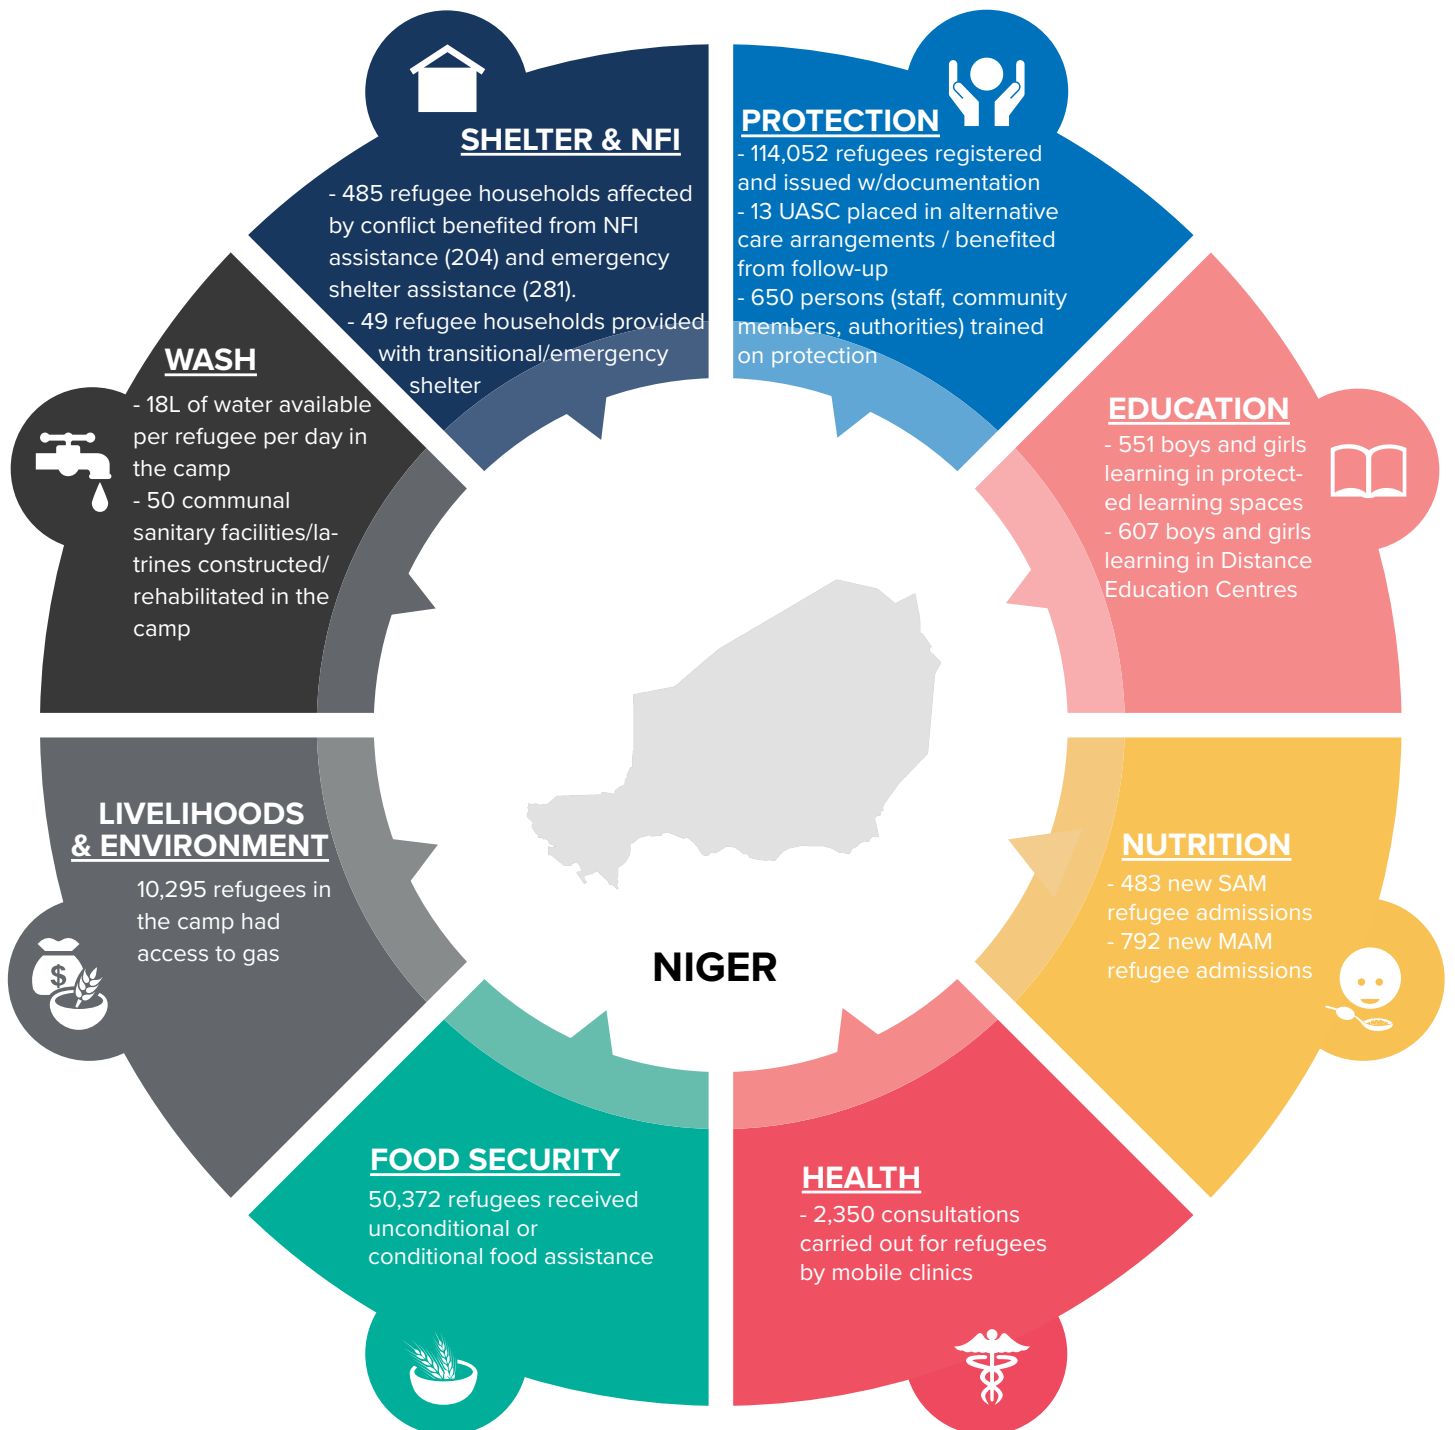 SHELTER & NFI
- 485 refugee households affected
by conflict benefited from NFI
assistance (204) and emergency
shelter assistance (281).
- 49 refugee households provided
with transitional/emergency
shelter
PROTECTION
- 114,052 refugees registered
and issued w/documentation
- 13 UASC placed in alternative
care arrangements / benefited
from follow-up
- 650 persons (staff, community
members, authorities) trained
on protection
WASH
- 18L of water available
per refugee per day in
the camp
- 50 communal
sanitary facilities/la-
trines constructed/
rehabilitated in the
camp
EDUCATION
- 551 boys and girls
learning in protect-
ed learning spaces
- 607 boys and girls
learning in Distance
Education Centres
LIVELIHOODS
& ENVIRONMENT
10,295 refugees in
the camp had
access to gas
$
NUTRITION
- 483 new SAM
refugee admissions
- 792 new MAM
refugee admissions
NIGER
FOOD SECURITY
50,372 refugees received
unconditional or
conditional food assistance
HEALTH
- 2,350 consultations
carried out for refugees
by mobile clinics